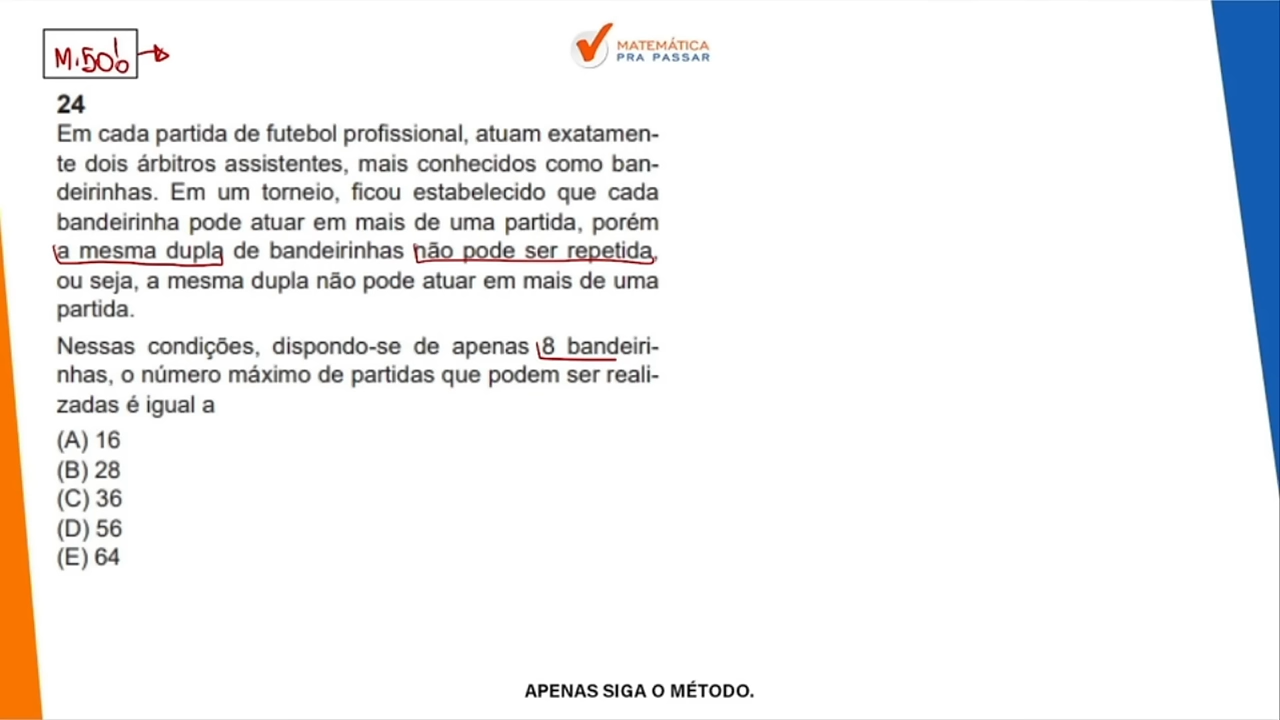 M.50!
MATEMÁTICA
PRA PASSAR
24
Em cada partida de futebol profissional, atuam exatamen-
te dois árbitros assistentes, mais conhecidos como ban-
deirinhas. Em um torneio, ficou estabelecido que cada
bandeirinha pode atuar em mais de uma partida, porém
a mesma dupla de bandeirinhas não pode ser repetida,
ou seja, a mesma dupla não pode atuar em mais de uma
partida.
Nessas condições, dispondo-se de apenas 8 bandeiri-
nhas, o número máximo de partidas que podem ser reali-
zadas é igual a
(A) 16
(B) 28
(C) 36
(D) 56
(E) 64
APENAS SIGA O MÉTODO.